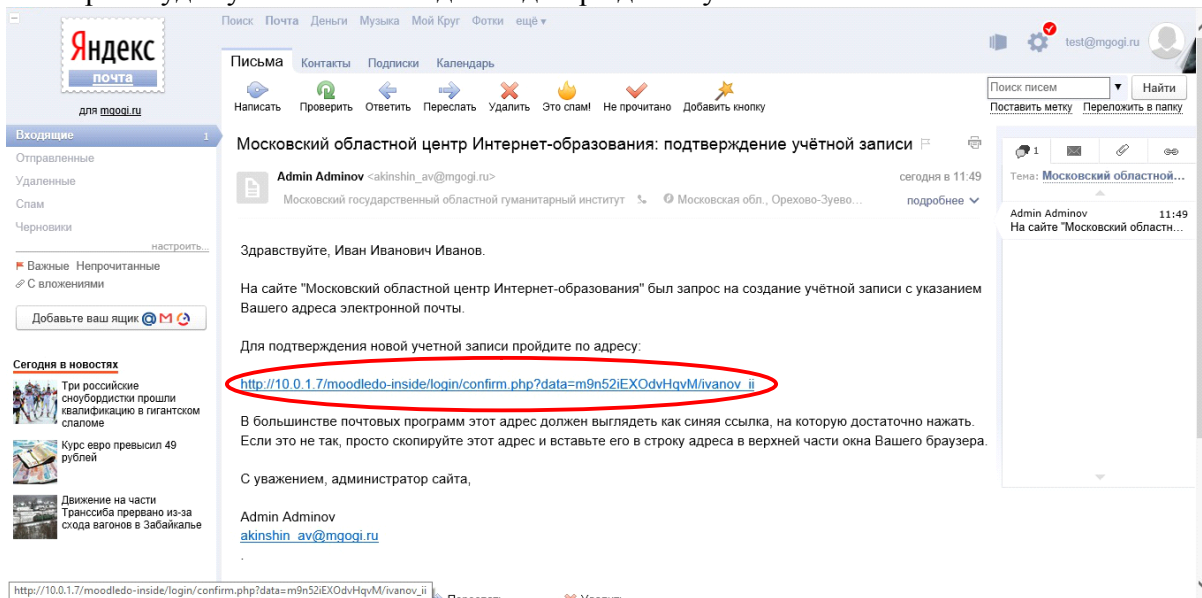 Поиск Почта Деньги Музыка Мой Круг Фотки ещё
Яндекс
почта
для mgogi.ru
test@mgogi.ru
Письма Контакты Подписки Календарь
Написать Проверить Ответить Переслать Удалить Это спам! Не прочитано Добавить кнопку
Поиск писем Найти
Поставить метку Переложить в папку
Входящие 1
Отправленные
Удаленные
Спам
Черновики
настроить...
Важные Непрочитанные
С вложениями
Добавьте ваш ящик
Сегодня в новостях
Три российские
сноубордистки прошли
квалификацию в гигантском
слаломе
Курс евро превысил 49
рублей
Движение на части
Транссиба прервано из-за
схода вагонов в Забайкалье
Московский областной центр Интернет-образования: подтверждение учётной записи
Admin Adminov <akinshin_av@mgogi.ru> сегодня в 11:49
Московский государственный областной гуманитарный институт Московская обл., Орехово-Зуево... подробнее
Здравствуйте, Иван Иванович Иванов.
На сайте "Московский областной центр Интернет-образования" был запрос на создание учётной записи с указанием
Вашего адреса электронной почты.
Для подтверждения новой учетной записи пройдите по адресу:
http://10.0.1.7/moodledo-inside/login/confirm.php?data=m9n52iEXOdvHqvM/ivanov_ii
В большинстве почтовых программ этот адрес должен выглядеть как синяя ссылка, на которую достаточно нажать.
Если это не так, просто скопируйте этот адрес и вставьте его в строку адреса в верхней части окна Вашего браузера.
С уважением, администратор сайта,
Admin Adminov
akinshin_av@mgogi.ru
.
1
Тема: Московский областной...
Admin Adminov 11:49
На сайте "Московский областн...
http://10.0.1.7/moodledo-inside/login/confirm.php?data=m9n52iEXOdvHqvM/ivanov_ii